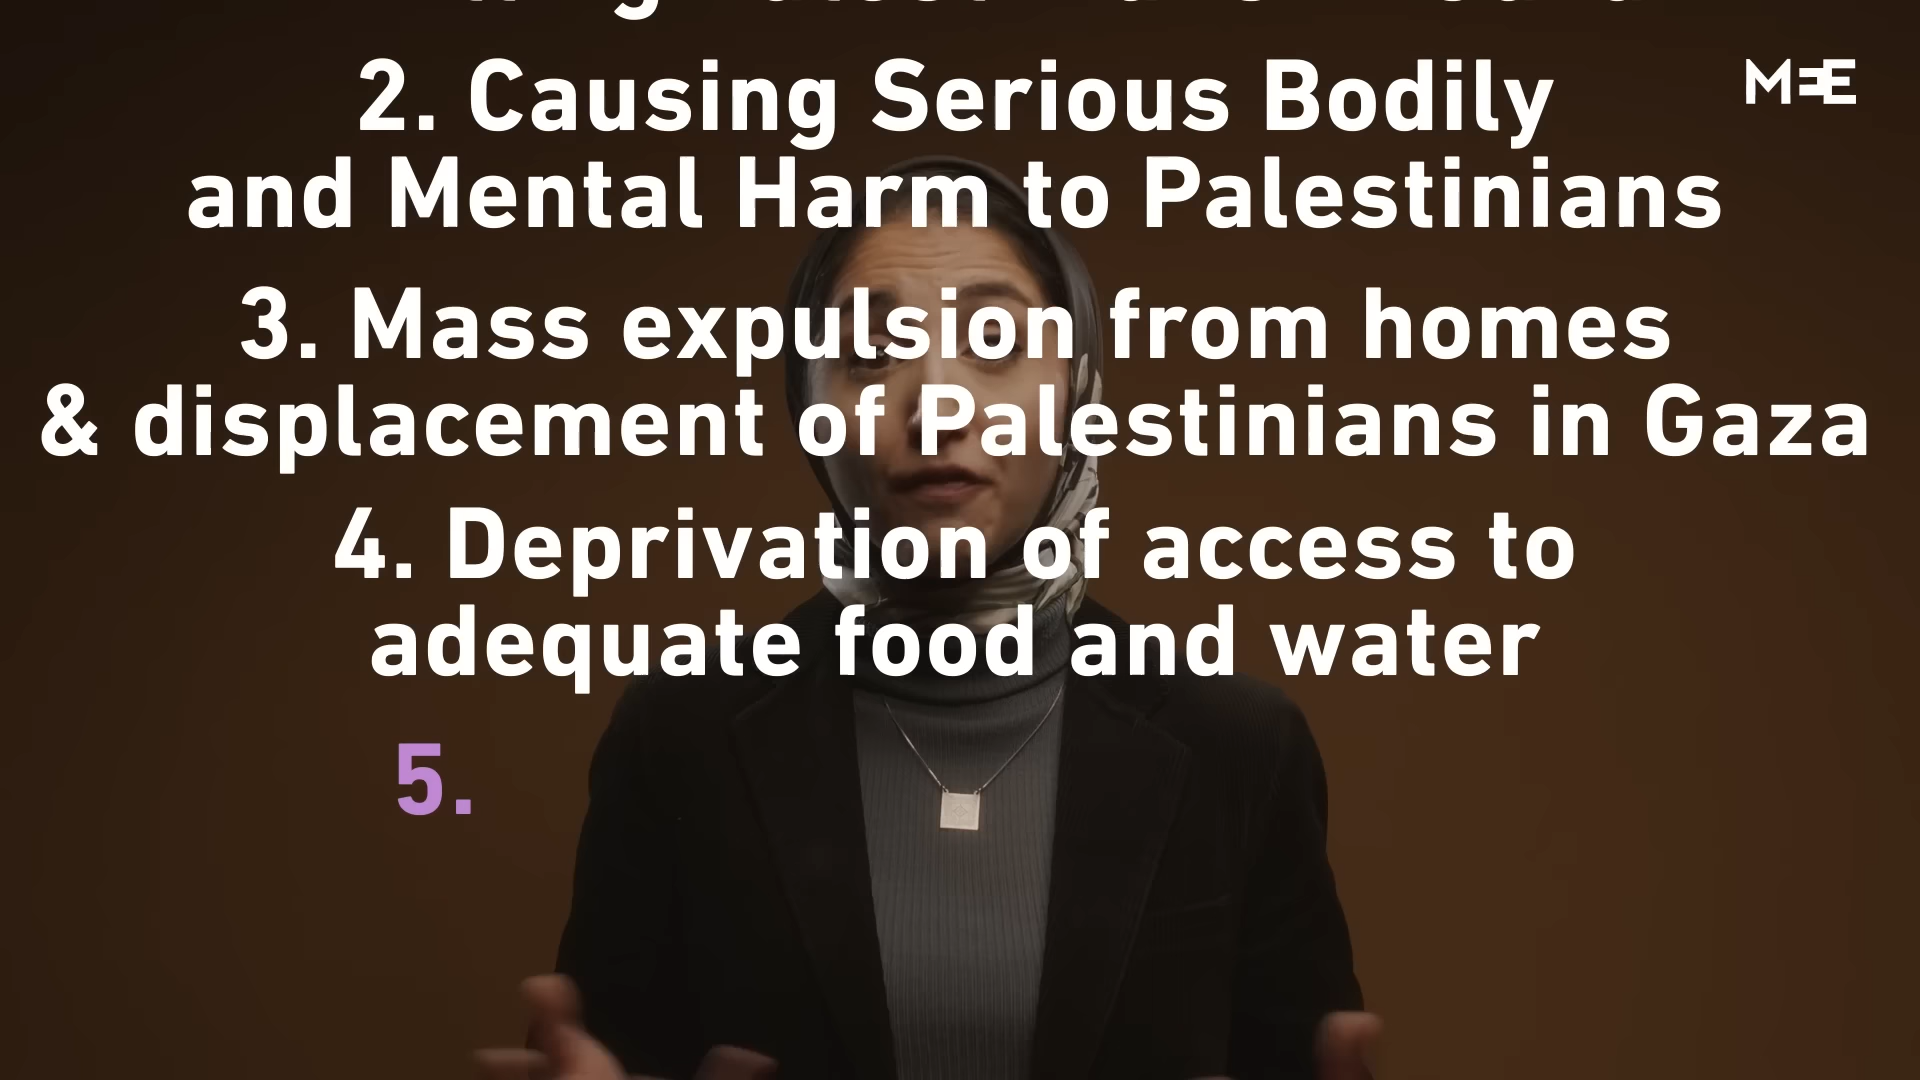 MEE
2. Causing Serious Bodily
and Mental Harm to Palestinians
3. Mass expulsion from homes
& displacement of Palestinians in Gaza
4. Deprivation of access to
adequate food and water
5.